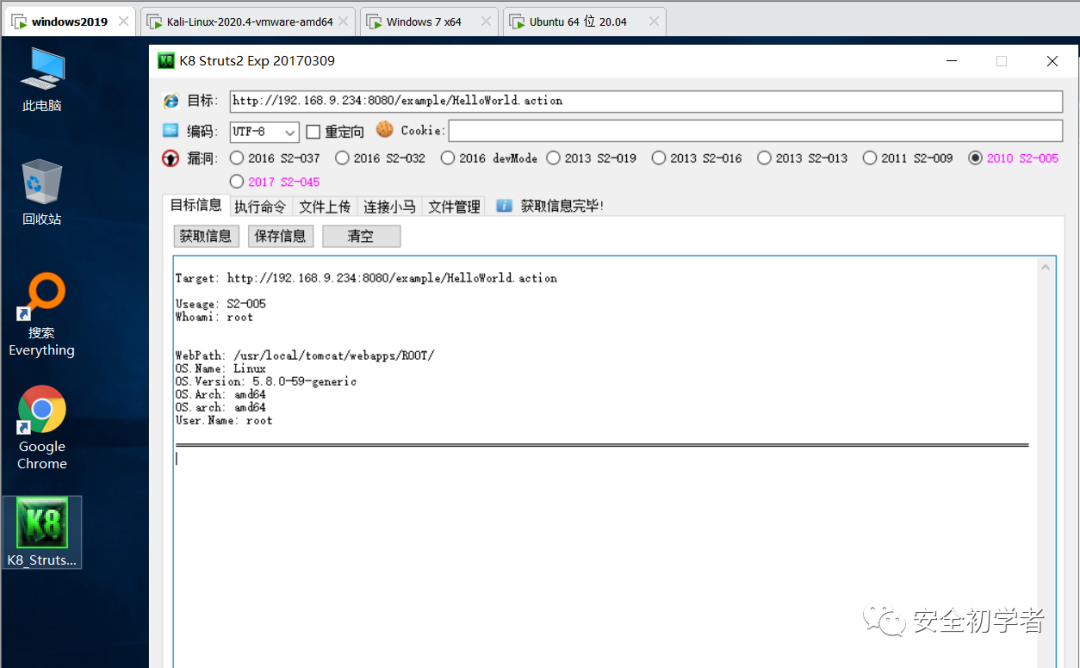 windows2019
Kali-Linux-2020.4-vmware-amd64
Windows 7 x64
Ubuntu 64 位 20.04
此电脑
回收站
搜索
Everything
Google
Chrome
K8_Struts...
K8 Struts2 Exp 20170309
目标: http://192.168.9.234:8080/example/HelloWorld.action
编码: UTF-8 重定向 Cookie:
漏洞: 2016 S2-037 2016 S2-032 2016 devMode 2013 S2-019 2013 S2-016 2013 S2-013 2011 S2-009 2010 S2-005
2017 S2-045
目标信息 执行命令 文件上传 连接小马 文件管理 获取信息完毕!
获取信息 保存信息 清空
Target: http://192.168.9.234:8080/example/HelloWorld.action
Useage: S2-005
Whoami: root
WebPath: /usr/local/tomcat/webapps/ROOT/
OS.Name: Linux
OS.Version: 5.8.0-59-generic
OS.Arch: amd64
OS.arch: amd64
User.Name: root
安全初学者